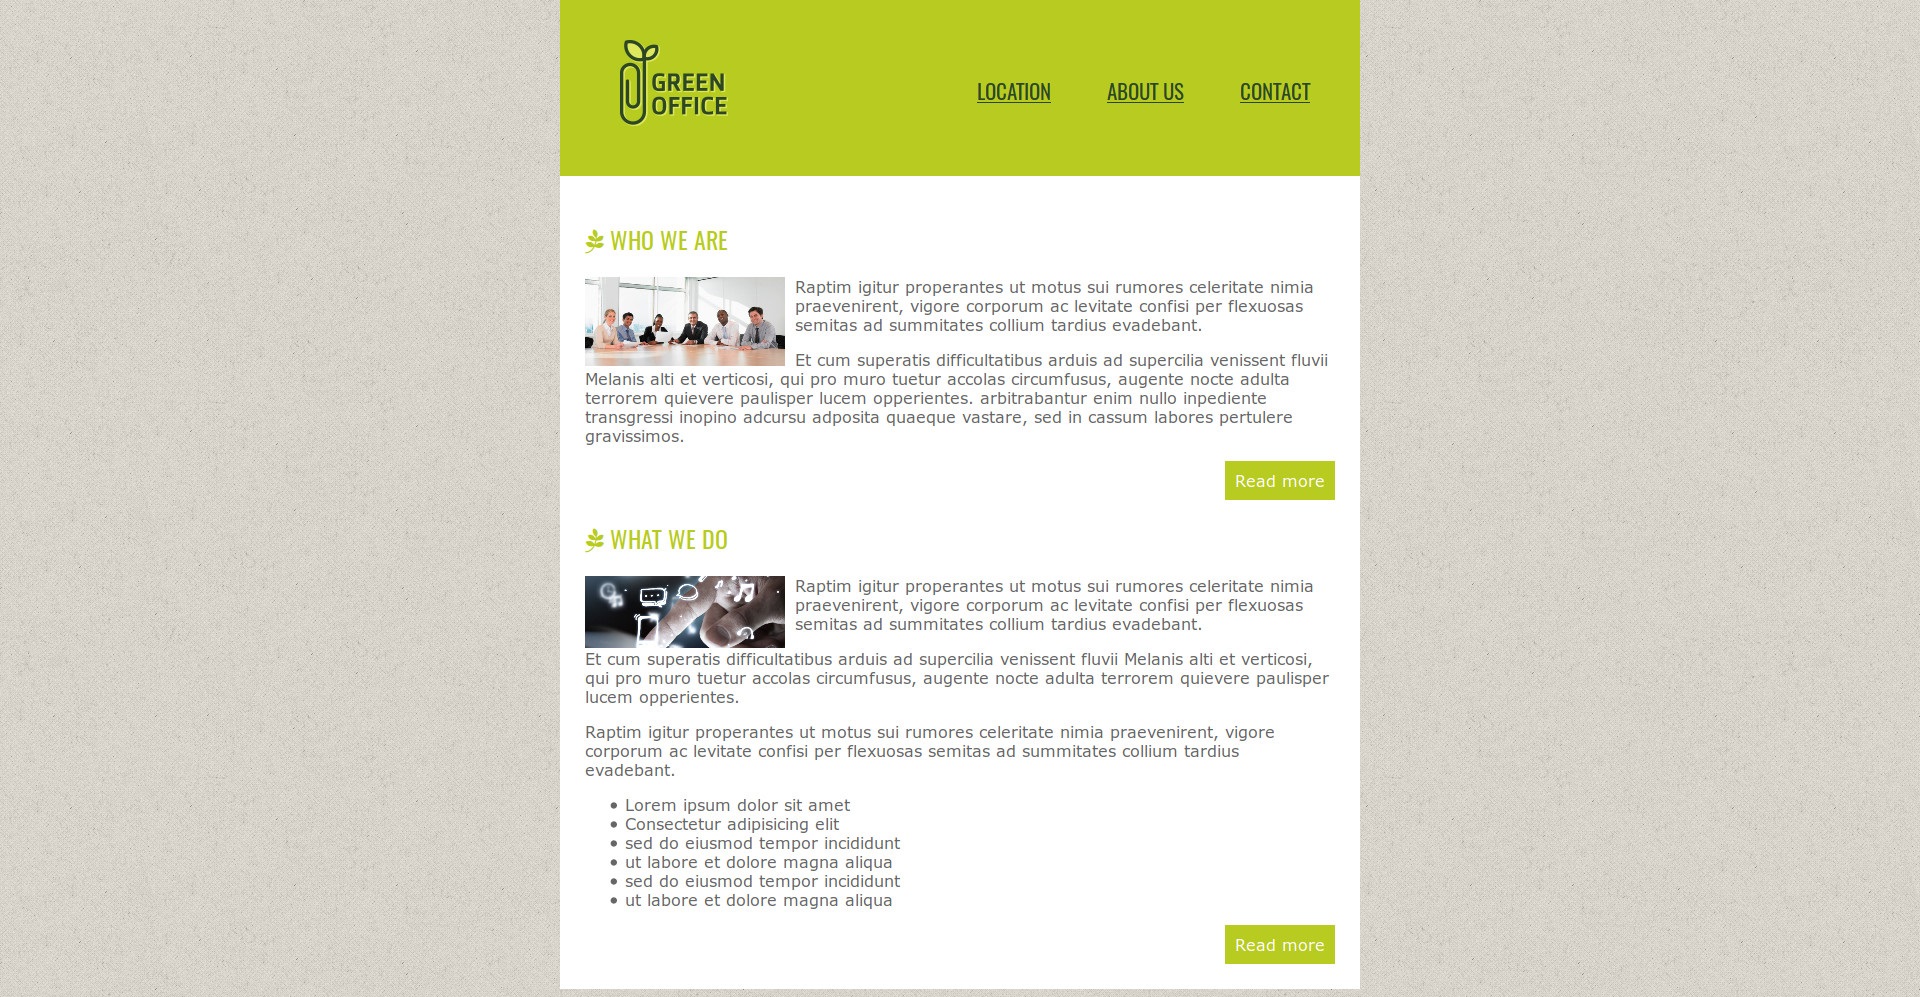 GREEN
OFFICE
LOCATION
ABOUT US
CONTACT
WHO WE ARE
Raptim igitur properantes ut motus sui rumores celeritate nimia
praevenirent, vigore corporum ac levitate confisi per flexuosas
semitas ad summitates collium tardius evadebant.
Et cum superatis difficultatibus arduis ad supercilia venissent fluvii
Melanis alti et verticosi, qui pro muro tuetur accolas circumfusus, augente nocte adulta
terrorem quievere paulisper lucem opperientes. arbitrabantur enim nullo inpediente
transgressi inopino adcursu adposita quaeque vastare, sed in cassum labores pertulere
gravissimos.
Read more
WHAT WE DO
Raptim igitur properantes ut motus sui rumores celeritate nimia
praevenirent, vigore corporum ac levitate confisi per flexuosas
semitas ad summitates collium tardius evadebant.
Et cum superatis difficultatibus arduis ad supercilia venissent fluvii Melanis alti et verticosi,
qui pro muro tuetur accolas circumfusus, augente nocte adulta terrorem quievere paulisper
lucem opperientes.
Raptim igitur properantes ut motus sui rumores celeritate nimia praevenirent, vigore
corporum ac levitate confisi per flexuosas semitas ad summitates collium tardius
evadebant.
• Lorem ipsum dolor sit amet
• Consectetur adipisicing elit
• sed do eiusmod tempor incididunt
• ut labore et dolore magna aliqua
• sed do eiusmod tempor incididunt
• ut labore et dolore magna aliqua
Read more